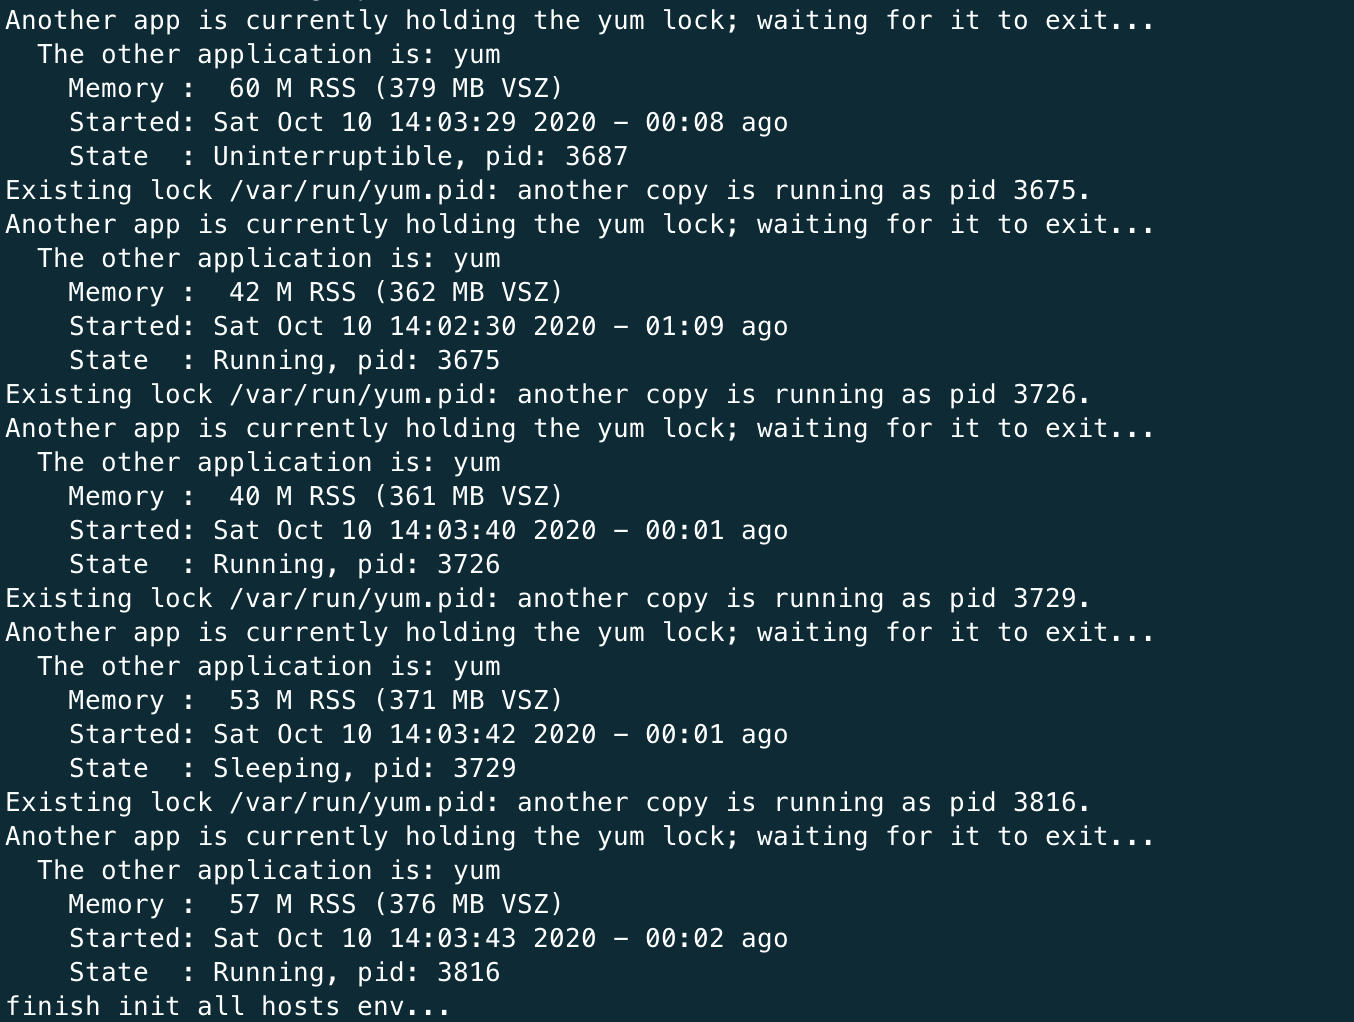 Another app is currently holding the yum lock; waiting for it to exit...
  The other application is: yum
    Memory :  60 M RSS (379 MB VSZ)
    Started: Sat Oct 10 14:03:29 2020 - 00:08 ago
    State  : Uninterruptible, pid: 3687
Existing lock /var/run/yum.pid: another copy is running as pid 3675.
Another app is currently holding the yum lock; waiting for it to exit...
  The other application is: yum
    Memory :  42 M RSS (362 MB VSZ)
    Started: Sat Oct 10 14:02:30 2020 - 01:09 ago
    State  : Running, pid: 3675
Existing lock /var/run/yum.pid: another copy is running as pid 3726.
Another app is currently holding the yum lock; waiting for it to exit...
  The other application is: yum
    Memory :  40 M RSS (361 MB VSZ)
    Started: Sat Oct 10 14:03:40 2020 - 00:01 ago
    State  : Running, pid: 3726
Existing lock /var/run/yum.pid: another copy is running as pid 3729.
Another app is currently holding the yum lock; waiting for it to exit...
  The other application is: yum
    Memory :  53 M RSS (371 MB VSZ)
    Started: Sat Oct 10 14:03:42 2020 - 00:01 ago
    State  : Sleeping, pid: 3729
Existing lock /var/run/yum.pid: another copy is running as pid 3816.
Another app is currently holding the yum lock; waiting for it to exit...
  The other application is: yum
    Memory :  57 M RSS (376 MB VSZ)
    Started: Sat Oct 10 14:03:43 2020 - 00:02 ago
    State  : Running, pid: 3816
finish init all hosts env...